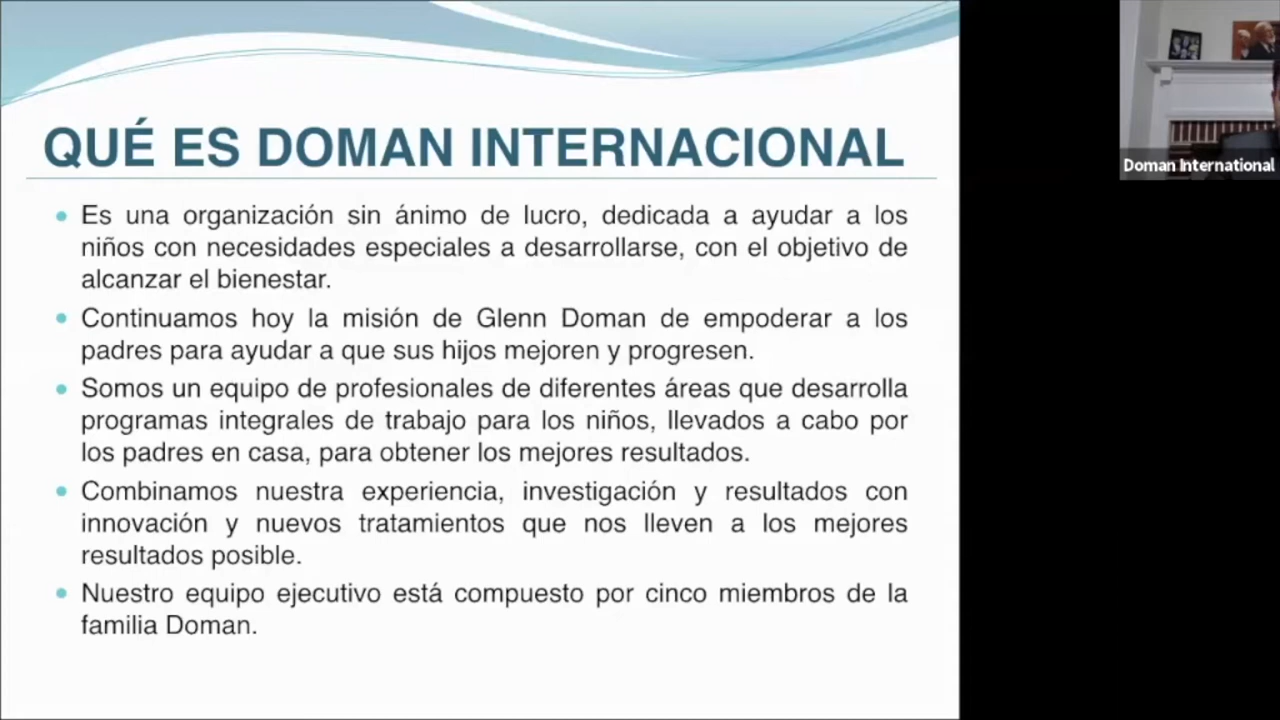 QUÉ ES DOMAN INTERNACIONAL
Es una organización sin ánimo de lucro, dedicada a ayudar a los
niños con necesidades especiales a desarrollarse, con el objetivo de
alcanzar el bienestar.
Continuamos hoy la misión de Glenn Doman de empoderar a los
padres para ayudar a que sus hijos mejoren y progresen.
Somos un equipo de profesionales de diferentes áreas que desarrolla
programas integrales de trabajo para los niños, llevados a cabo por
los padres en casa, para obtener los mejores resultados.
Combinamos nuestra experiencia, investigación y resultados con
innovación y nuevos tratamientos que nos lleven a los mejores
resultados posible.
Nuestro equipo ejecutivo está compuesto por cinco miembros de la
familia Doman.
Doman International